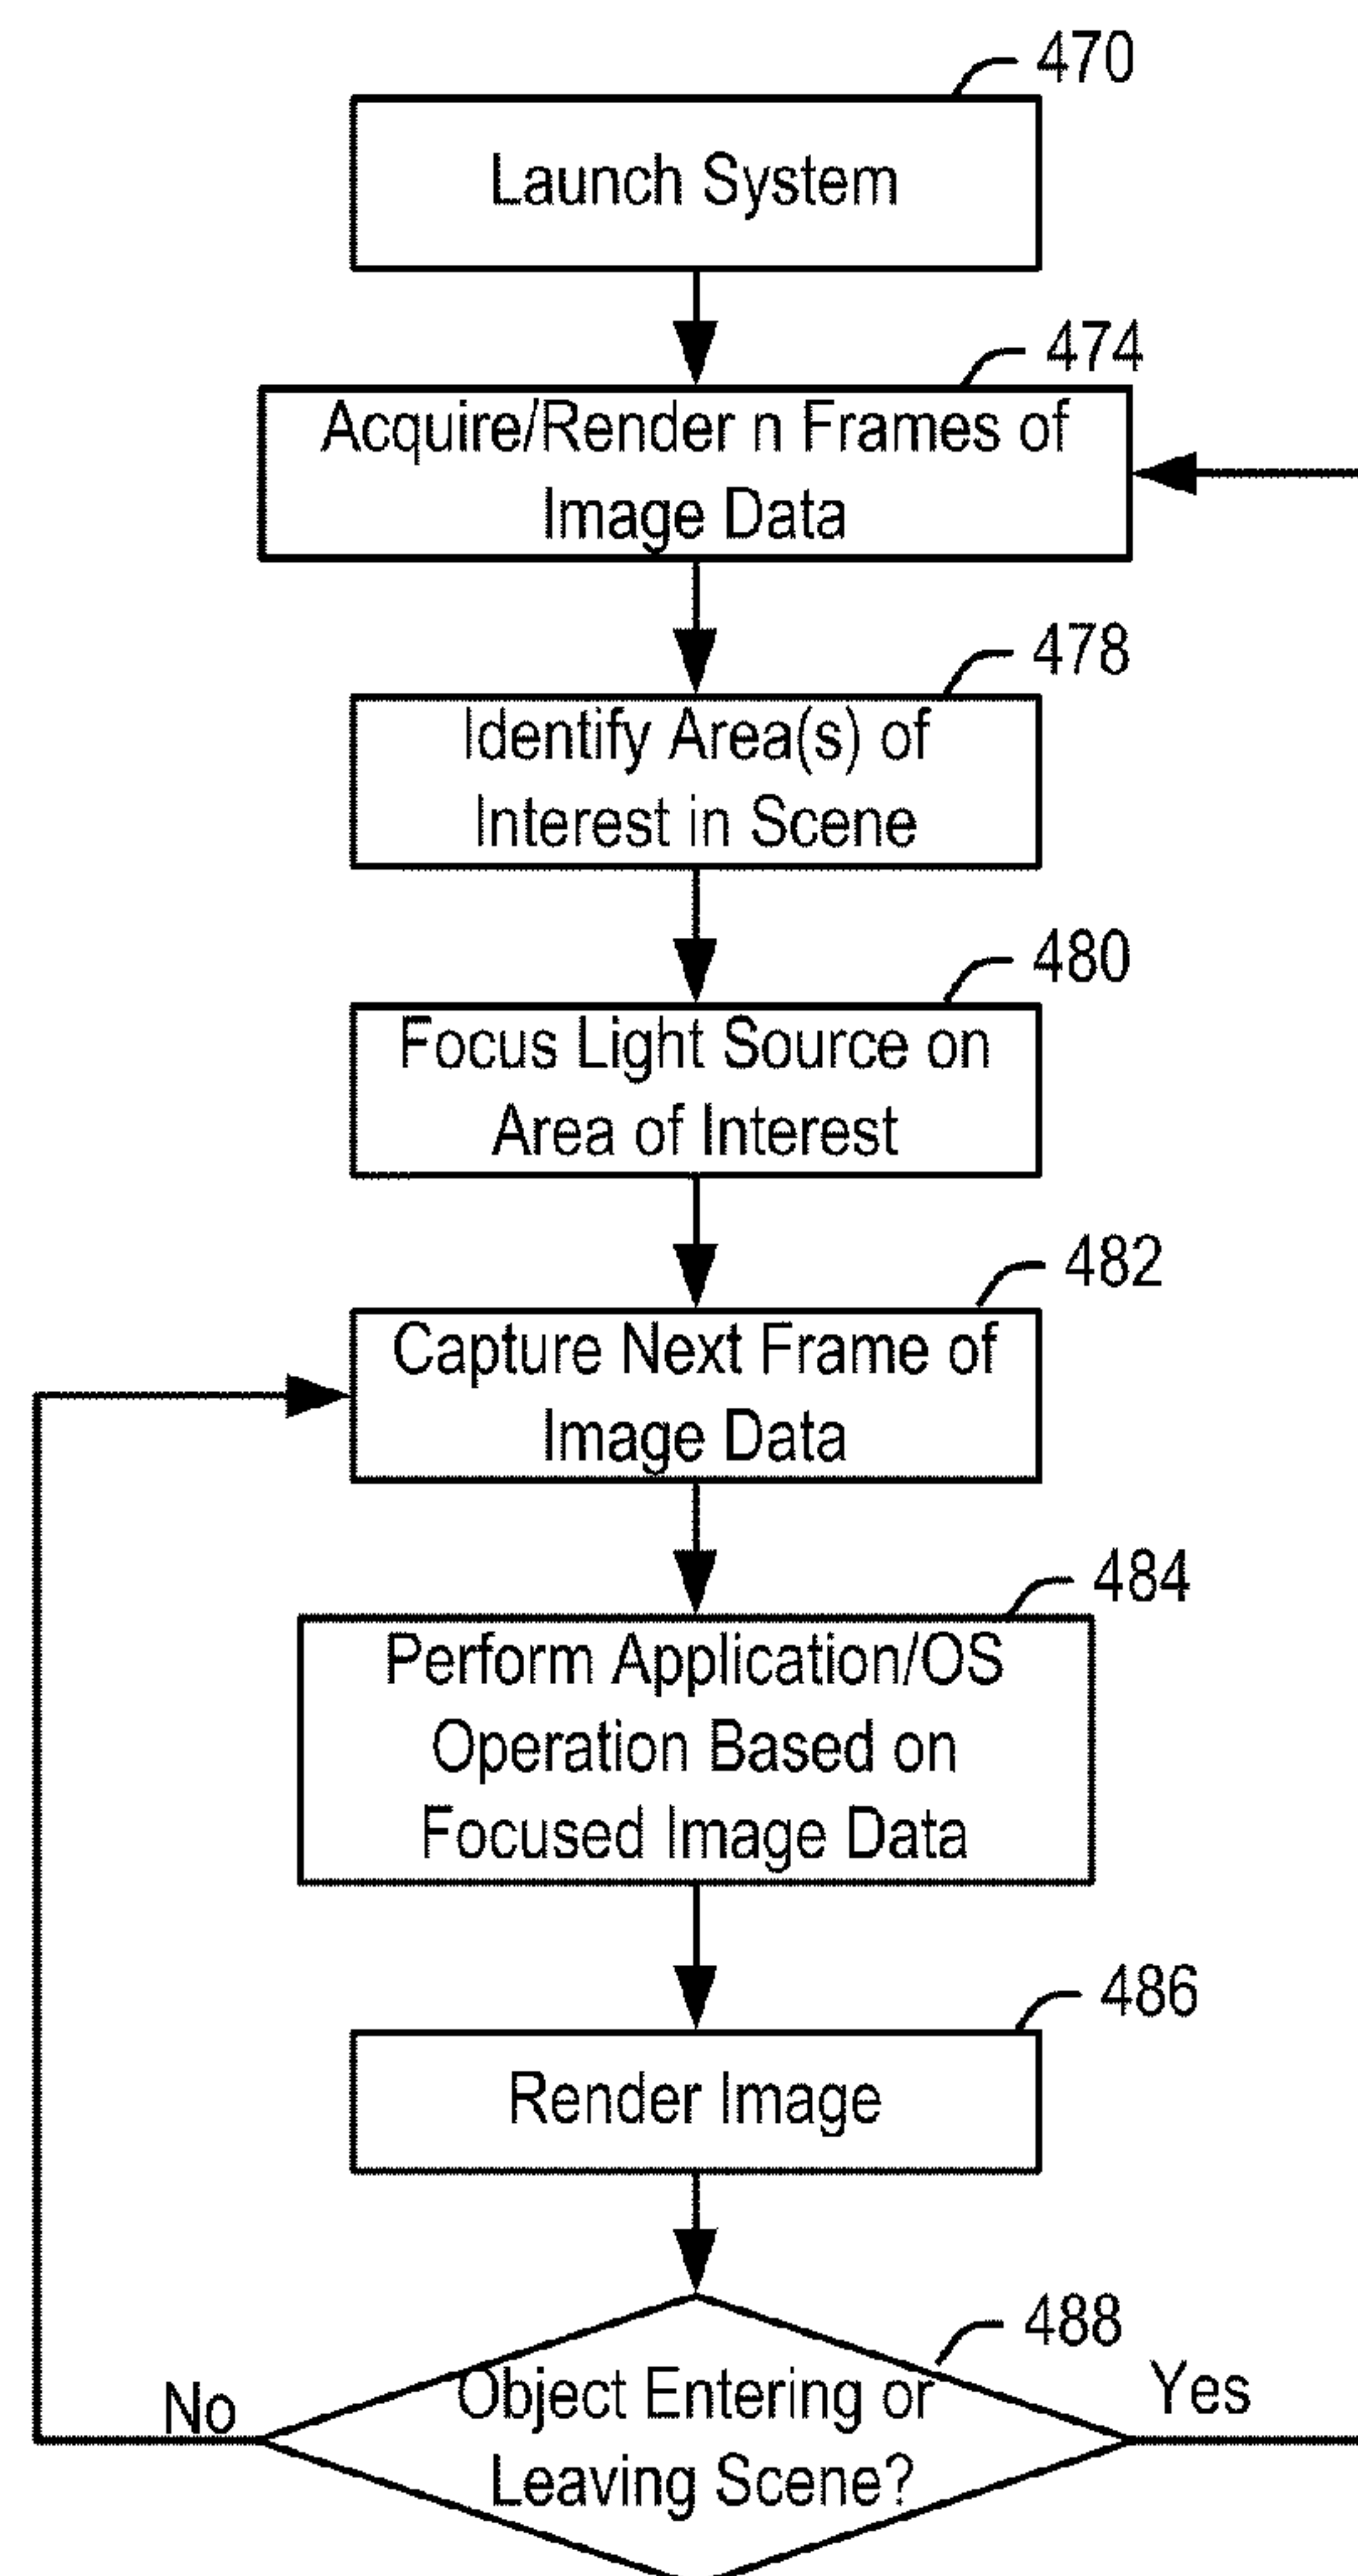 470
Launch System
474
Acquire/Render n Frames of
Image Data
478
Identify Area(s) of
Interest in Scene
480
Focus Light Source on
Area of Interest
482
Capture Next Frame of
Image Data
484
Perform Application/OS
Operation Based on
Focused Image Data
486
Render Image
488
Object Entering or
Leaving Scene?
No
Yes